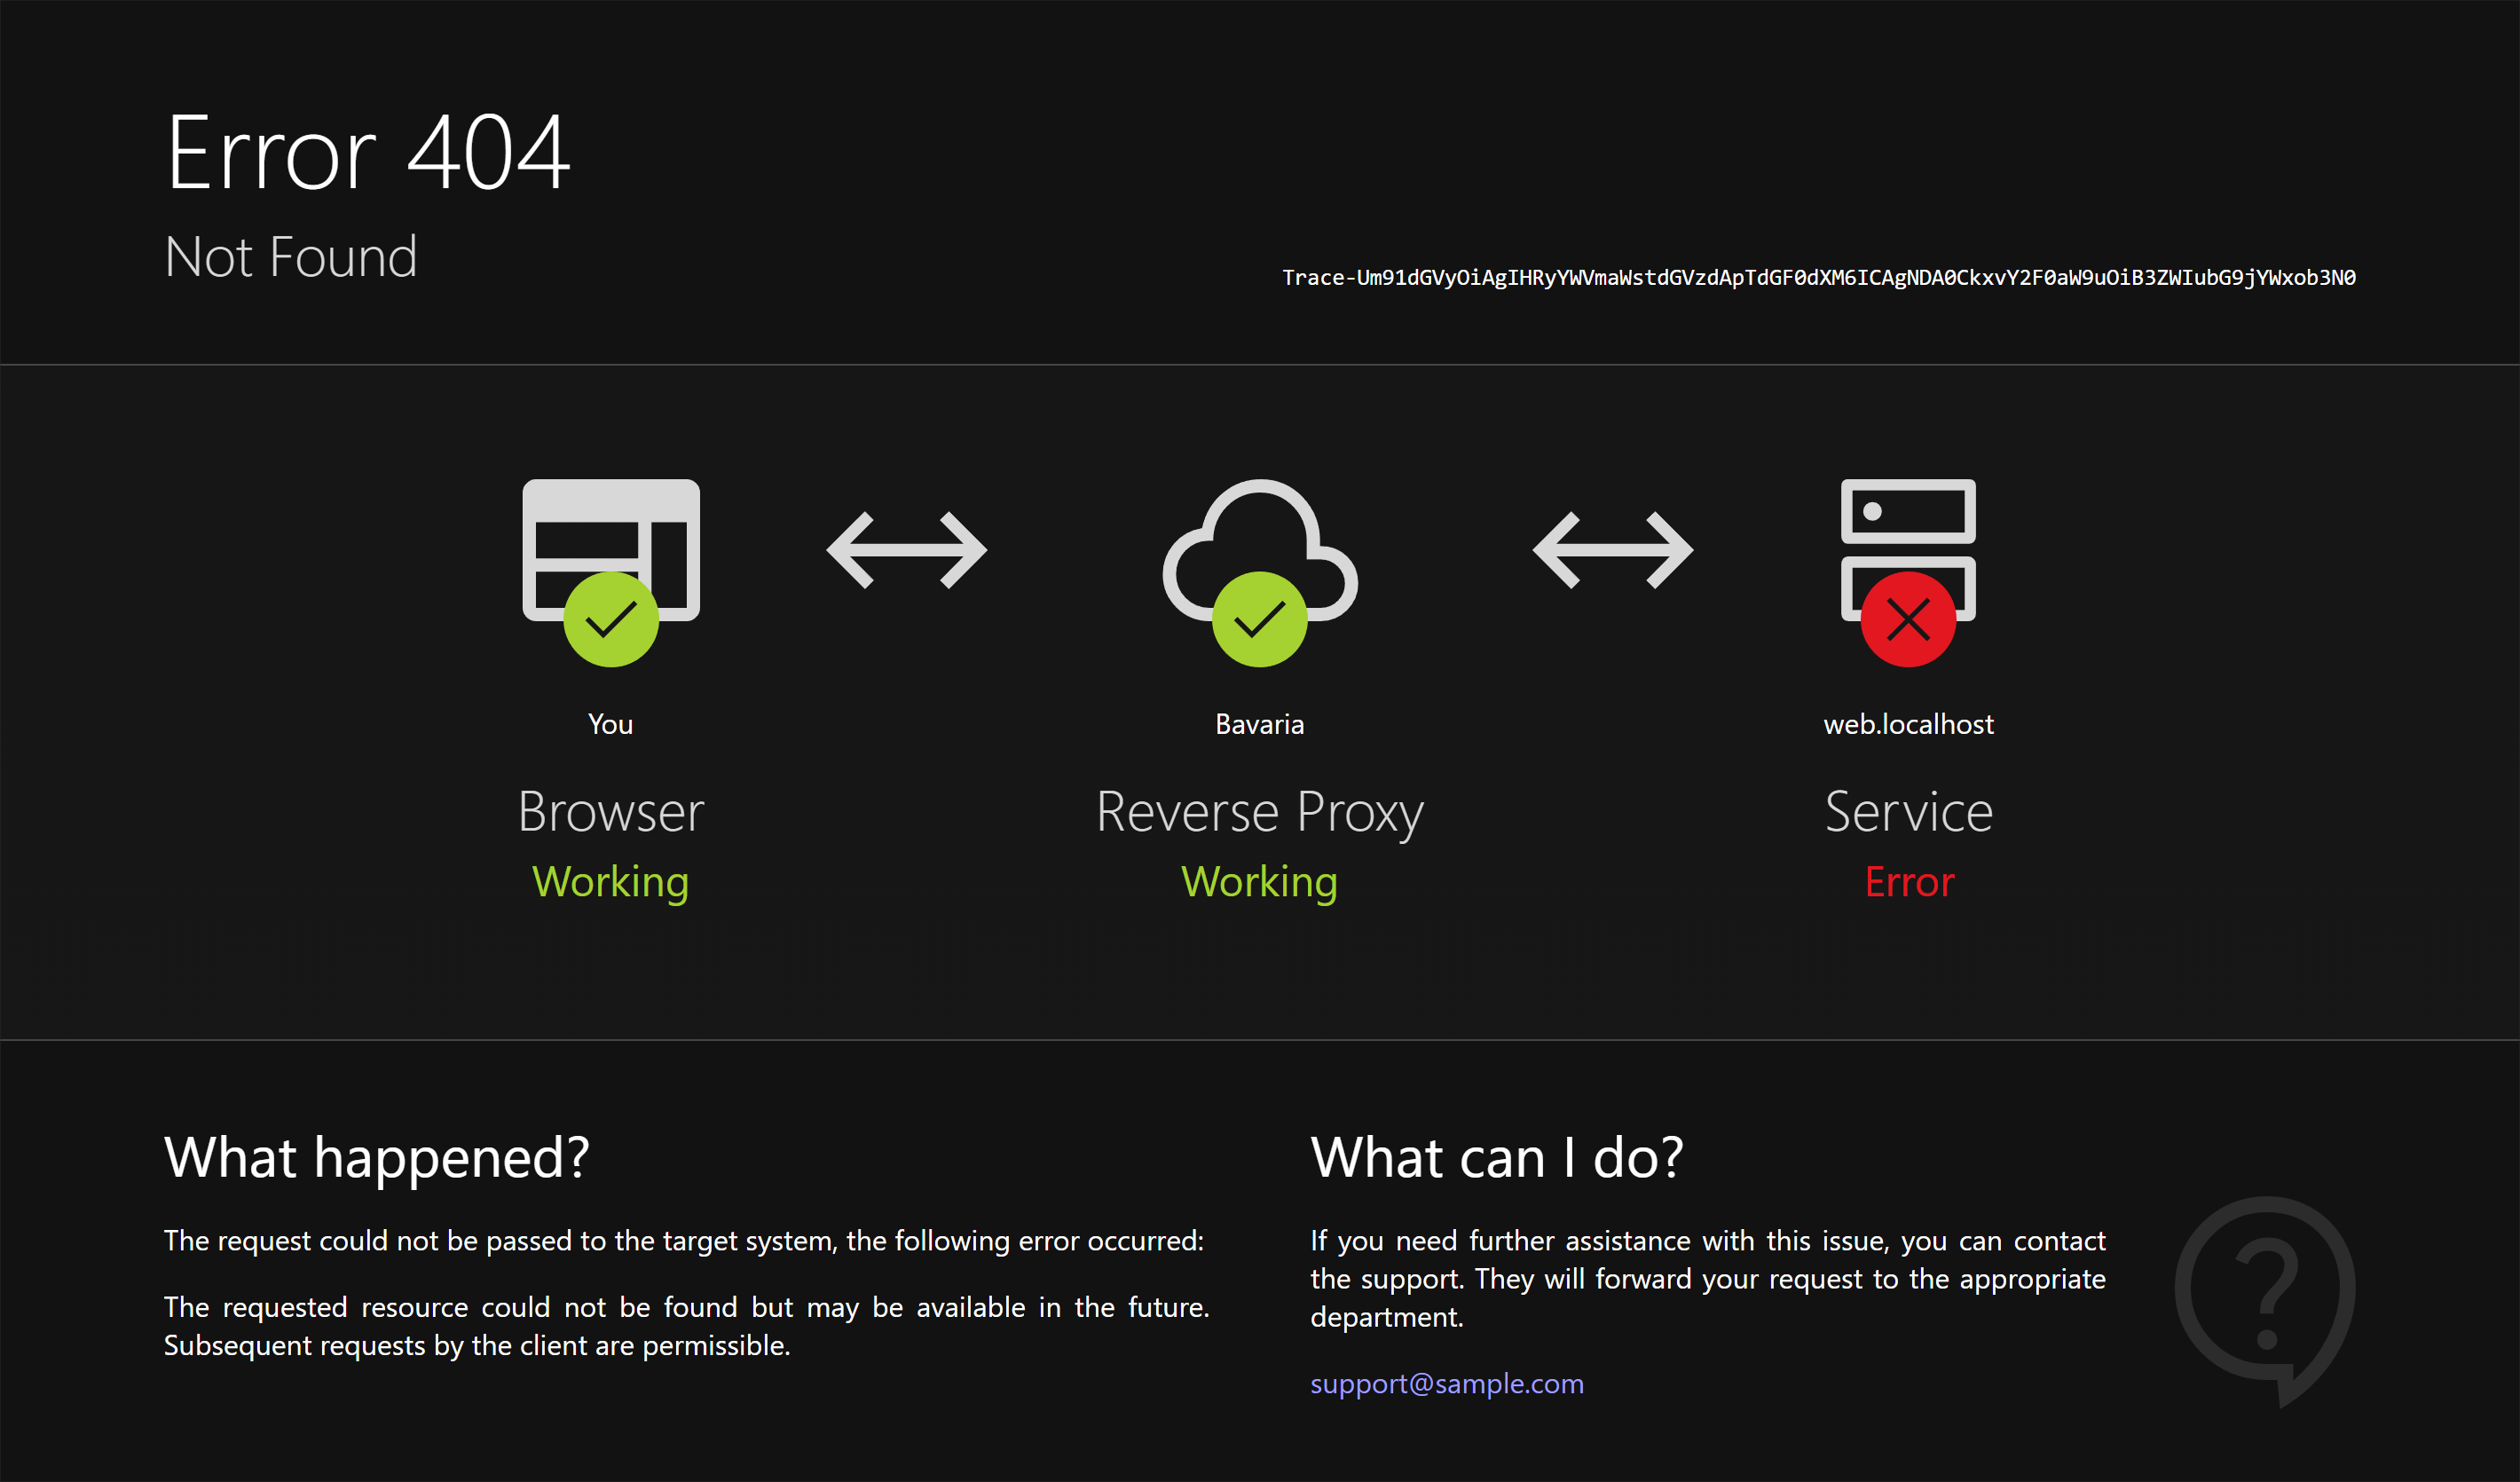 Error 404
Not Found
Trace-Um91dGVyOiAgIHRyYWVmaWstdGVzdApTdGF0dXM6ICAgNDA0CkxvY2F0aW9uOiB3ZWIubG9jYWxob3N0
You
Bavaria
web.localhost
Browser
Reverse Proxy
Service
Working
Working
Error
What happened?
The request could not be passed to the target system, the following error occurred:
The requested resource could not be found but may be available in the future.
Subsequent requests by the client are permissible.
What can I do?
If you need further assistance with this issue, you can contact
the support. They will forward your request to the appropriate
department.
support@sample.com